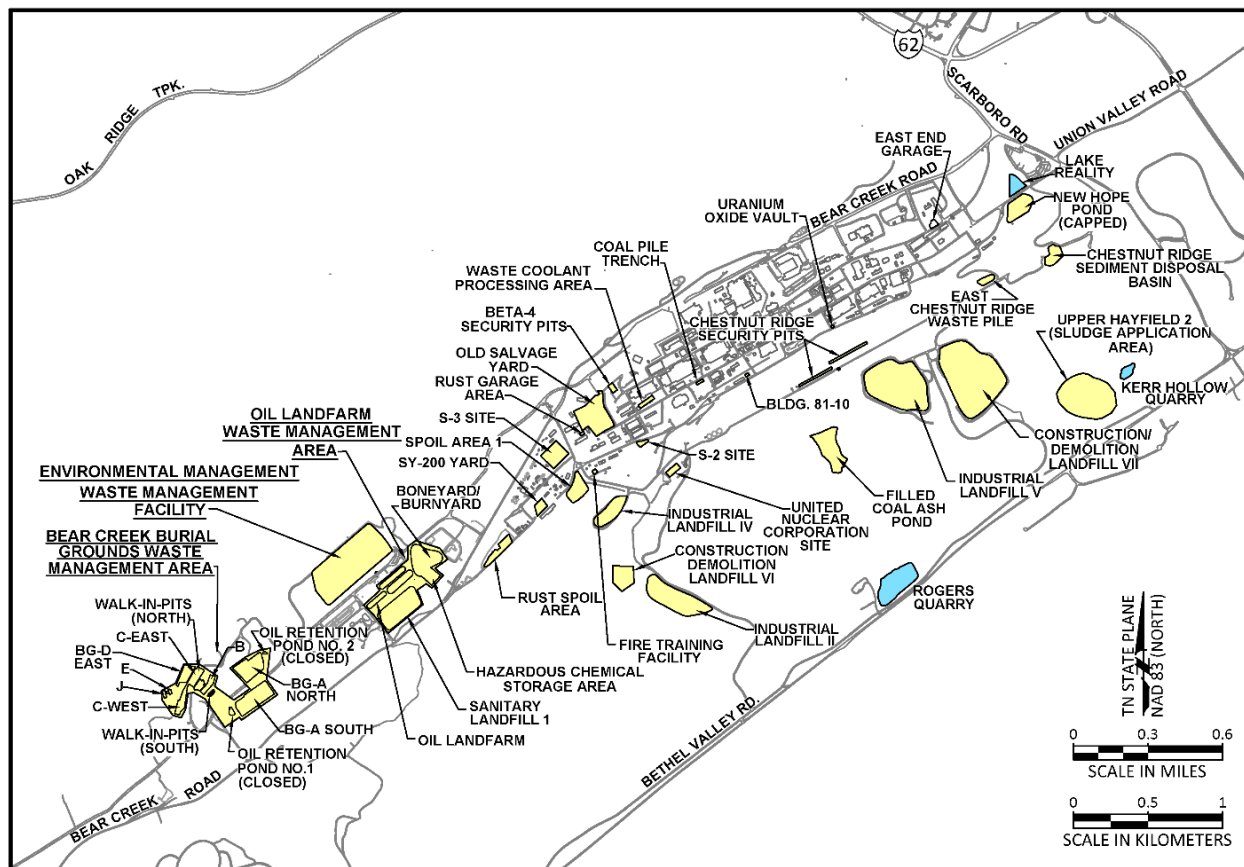 62
SCARBORO RD
UNION VALLEY ROAD
OAK RIDGE TPK.
EAST END
GARAGE
BEAR CREEK ROAD
LAKE
REALITY
NEW HOPE
POND
(CAPPED)
URANIUM
OXIDE VAULT
COAL PILE
TRENCH
CHESTNUT RIDGE
SEDIMENT DISPOSAL
BASIN
WASTE COOLANT
PROCESSING AREA
EAST
CHESTNUT RIDGE
WASTE PILE
BETA-4
SECURITY PITS
CHESTNUT RIDGE
SECURITY PITS
UPPER HAYFIELD 2
(SLUDGE APPLICATION
AREA)
OLD SALVAGE
YARD
RUST GARAGE
AREA
KERR HOLLOW
QUARRY
BLDG. 81-10
OIL LANDFARM
WASTE MANAGEMENT
AREA
S-3 SITE
SPOIL AREA 1
SY-200 YARD
S-2 SITE
CONSTRUCTION/
DEMOLITION
LANDFILL VII
INDUSTRIAL
LANDFILL V
ENVIRONMENTAL MANAGEMENT
WASTE MANAGEMENT
FACILITY
BONEYARD/
BURNYARD
FILLED
COAL ASH
POND
UNITED
NUCLEAR
CORPORATION
SITE
INDUSTRIAL
LANDFILL IV
BEAR CREEK BURIAL
GROUNDS WASTE
MANAGEMENT AREA
CONSTRUCTION
DEMOLITION
LANDFILL VI
RUST SPOIL
AREA
ROGERS
QUARRY
WALK-IN-PITS
(NORTH)
C-EAST
BG-D
EAST
E
J
C-WEST
WALK-IN-PITS
(SOUTH)
B
OIL RETENTION
POND NO. 2
(CLOSED)
BG-A
NORTH
BG-A SOUTH
OIL RETENTION
POND NO.1
(CLOSED)
FIRE TRAINING
FACILITY
INDUSTRIAL
LANDFILL II
HAZARDOUS CHEMICAL
STORAGE AREA
SANITARY
LANDFILL 1
OIL LANDFARM
BETHEL VALLEY RD.
BEAR CREEK ROAD
TN STATE PLANE
NAD 83 (NORTH)
0 0.3 0.6
SCALE IN MILES
0 0.5 1
SCALE IN KILOMETERS